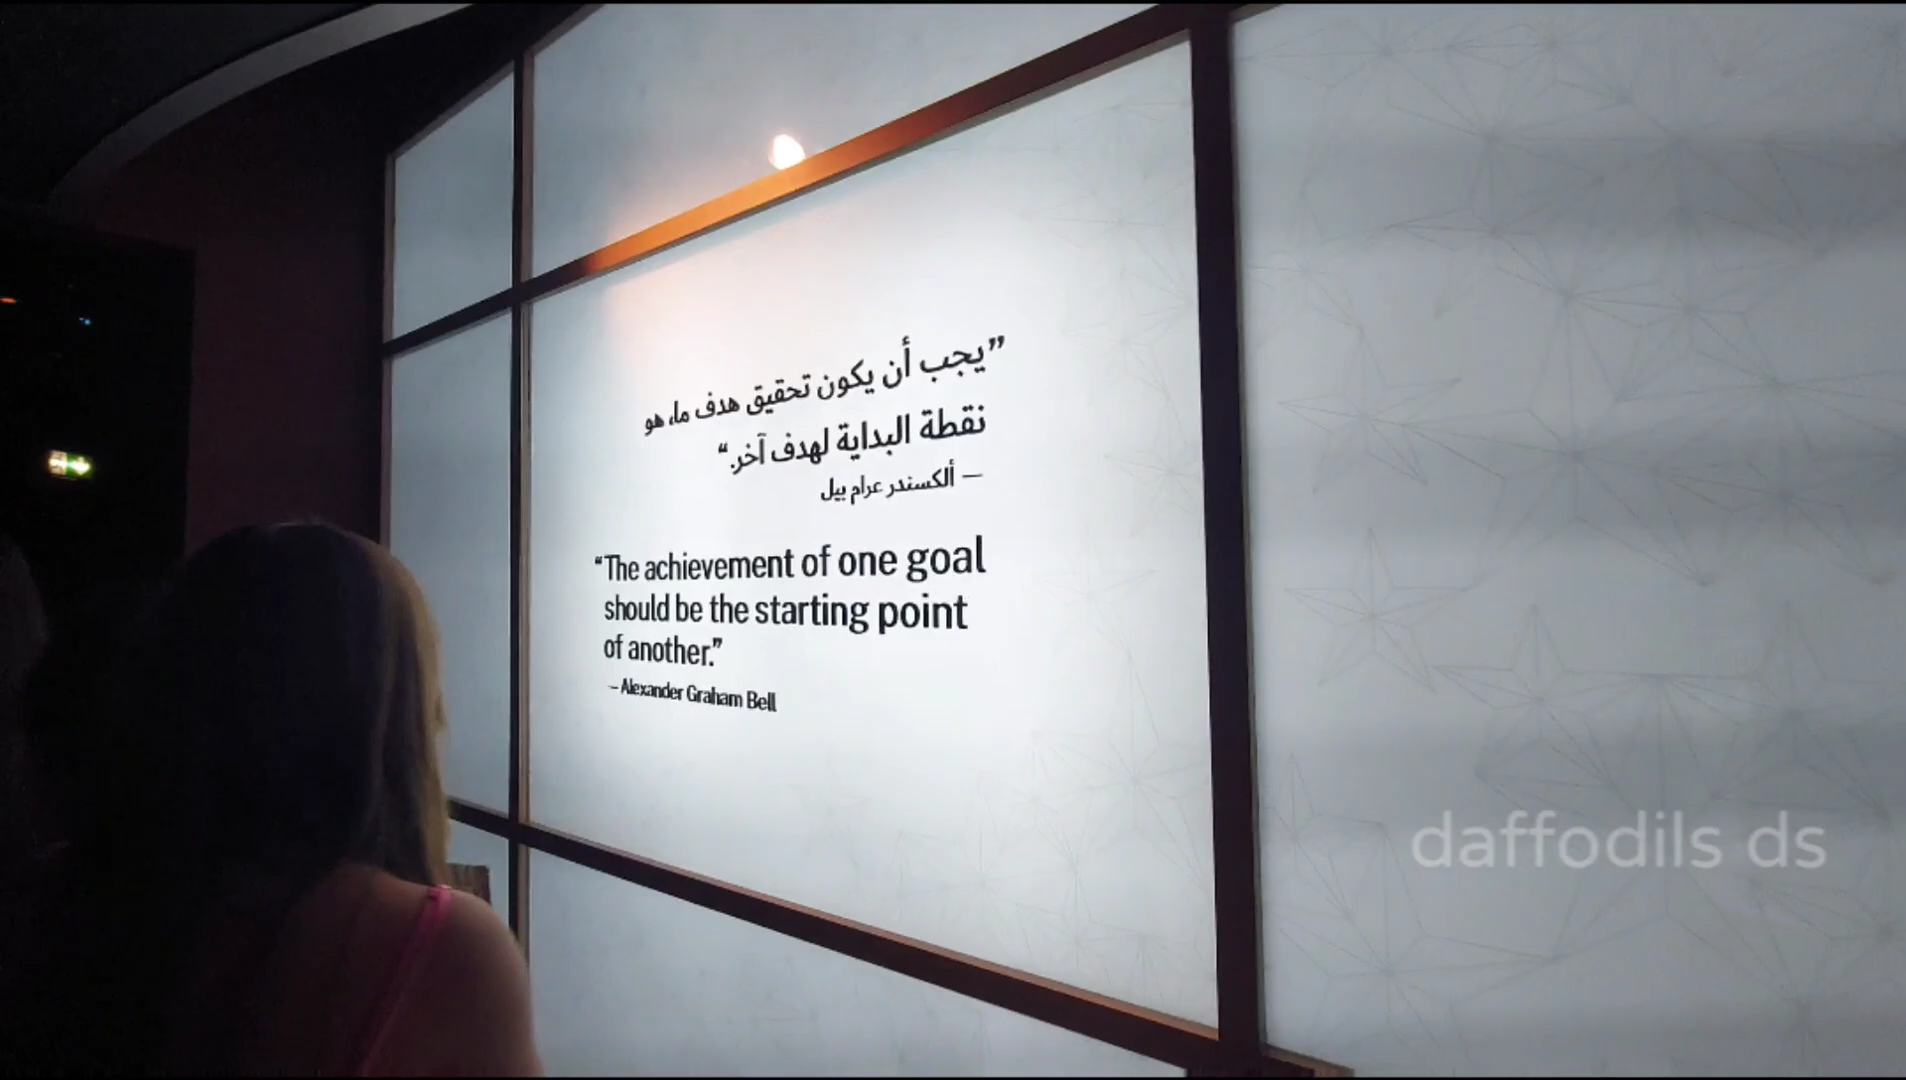 ”يجب أن يكون تحقيق هدف ما، هو
نقطة البداية لهدف آخر.“
— ألكسندر غرام بيل
“The achievement of one goal
should be the starting point
of another.”
– Alexander Graham Bell
daffodils ds